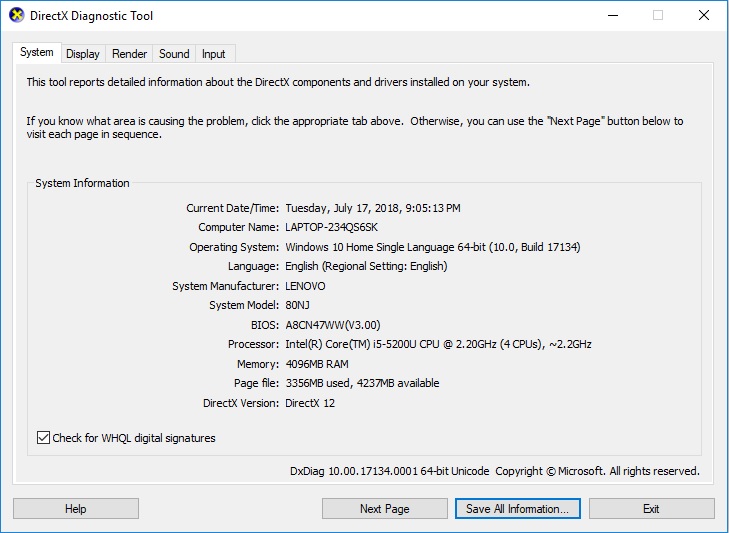 DirectX Diagnostic Tool
System Display Render Sound Input
This tool reports detailed information about the DirectX components and drivers installed on your system.
If you know what area is causing the problem, click the appropriate tab above. Otherwise, you can use the "Next Page" button below to
visit each page in sequence.
System Information
Current Date/Time: Tuesday, July 17, 2018, 9:05:13 PM
Computer Name: LAPTOP-234QS6SK
Operating System: Windows 10 Home Single Language 64-bit (10.0, Build 17134)
Language: English (Regional Setting: English)
System Manufacturer: LENOVO
System Model: 80NJ
BIOS: A8CN47WW(V3.00)
Processor: Intel(R) Core(TM) i5-5200U CPU @ 2.20GHz (4 CPUs), ~2.2GHz
Memory: 4096MB RAM
Page file: 3356MB used, 4237MB available
DirectX Version: DirectX 12
Check for WHQL digital signatures
DxDiag 10.00.17134.0001 64-bit Unicode Copyright © Microsoft. All rights reserved.
Help Next Page Save All Information... Exit